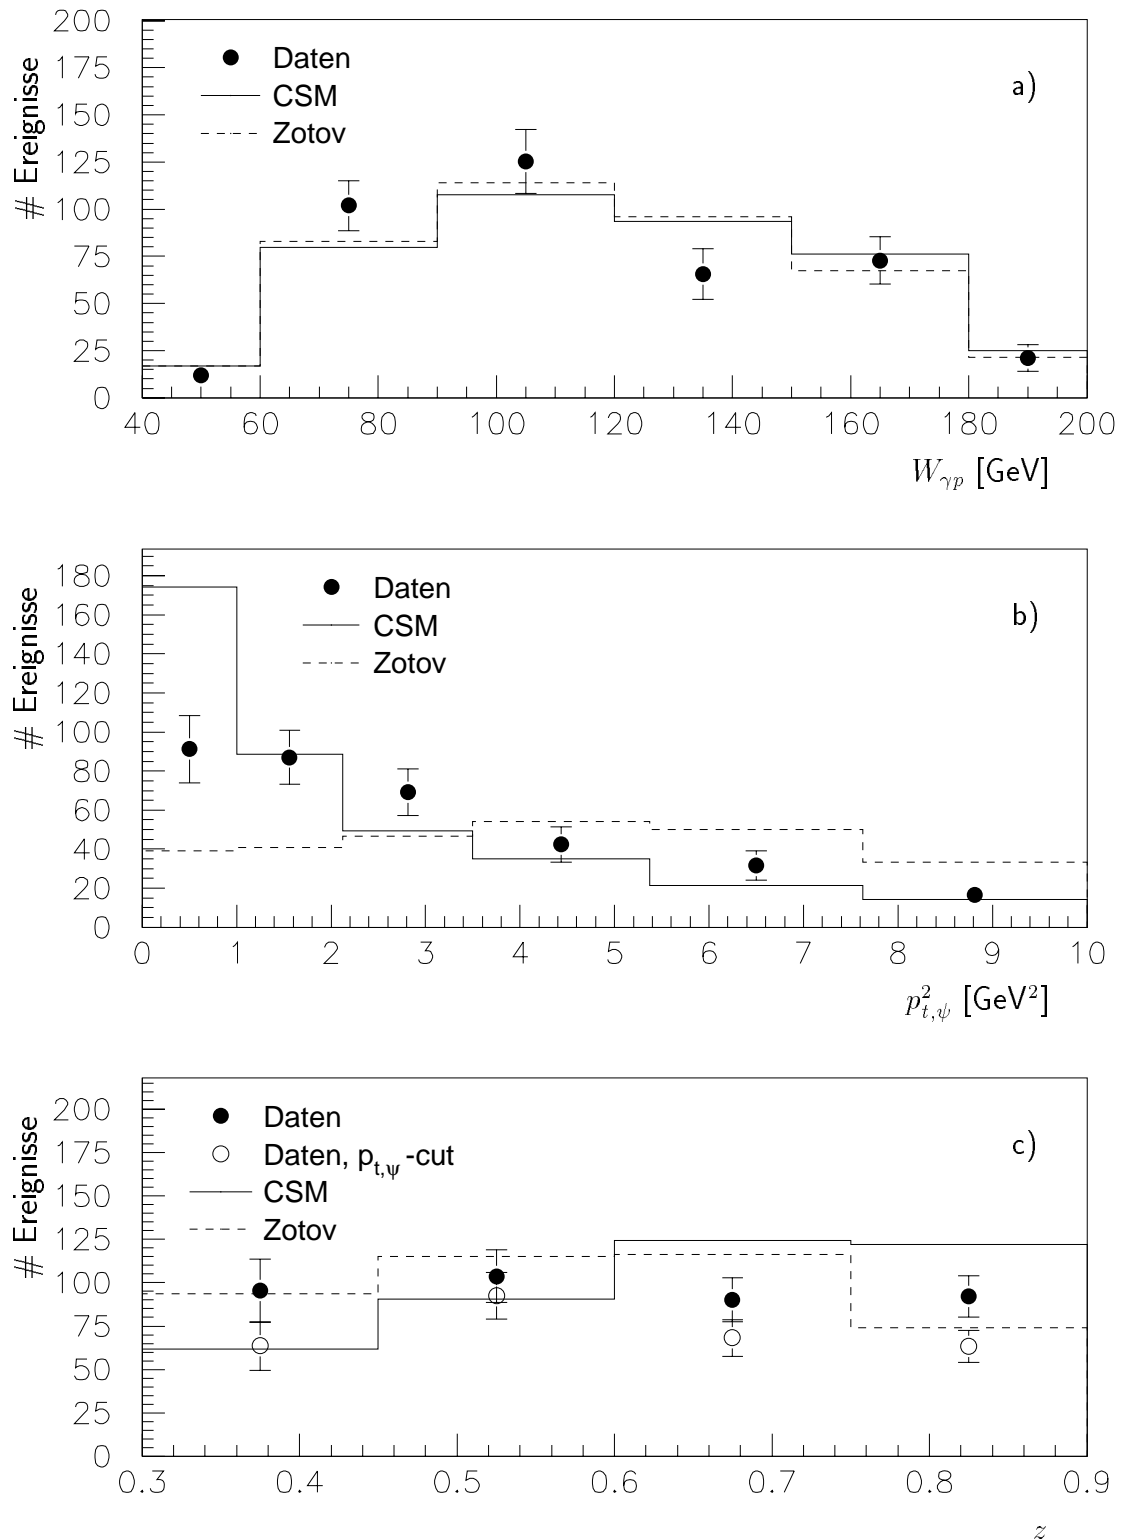 200
175
150
125
100
75
50
25
0
# Ereignisse
Daten
CSM
Zotov
a)
40 60 80 100 120 140 160 180 200
W_{γp} [GeV]
180
160
140
120
100
80
60
40
20
0
# Ereignisse
Daten
CSM
Zotov
b)
0 1 2 3 4 5 6 7 8 9 10
p²_{t,ψ} [GeV²]
200
175
150
125
100
75
50
25
0
# Ereignisse
Daten
Daten, p_{t,ψ}-cut
CSM
Zotov
c)
0.3 0.4 0.5 0.6 0.7 0.8 0.9
z